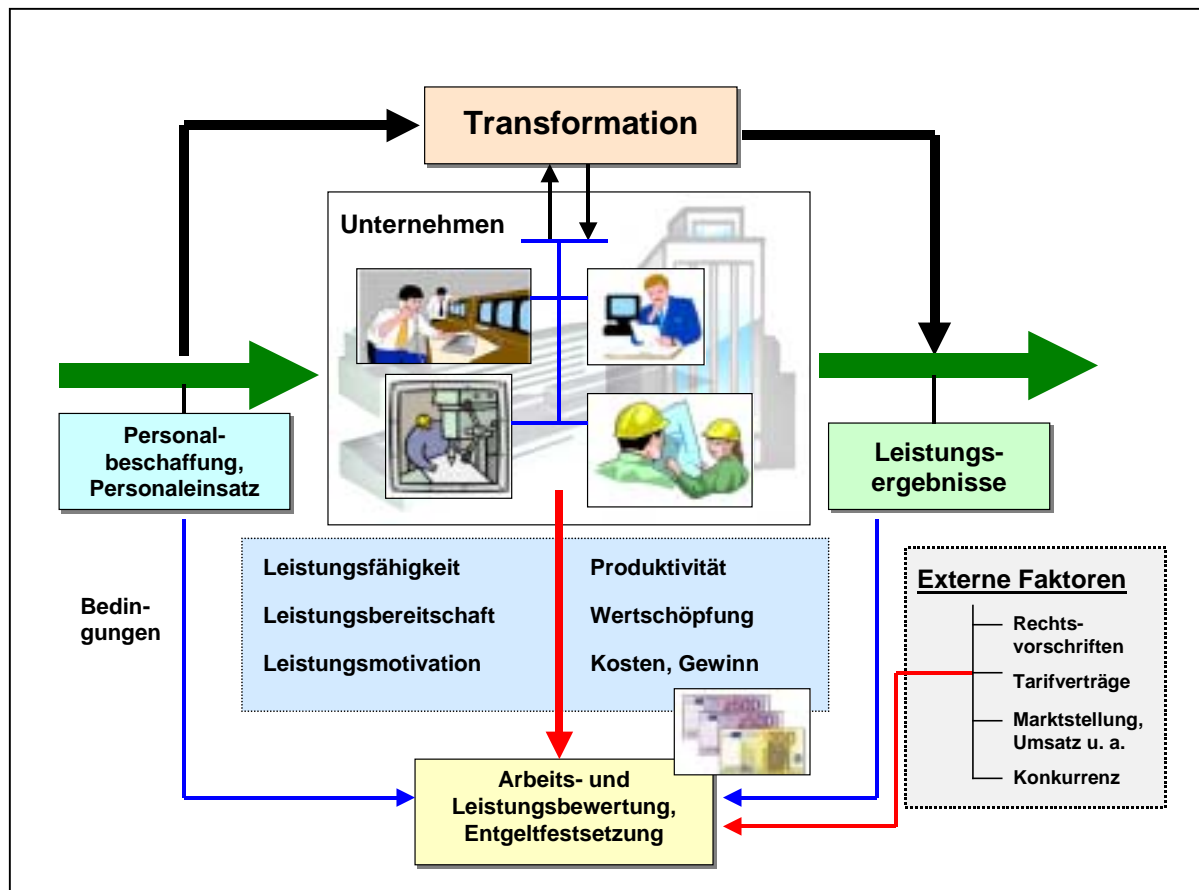 Transformation
Unternehmen
Personal-
beschaffung,
Personaleinsatz
Leistungs-
ergebnisse
Bedin-
gungen
Leistungsfähigkeit
Leistungsbereitschaft
Leistungsmotivation
Produktivität
Wertschöpfung
Kosten, Gewinn
Externe Faktoren
Rechts-
vorschriften
Tarifverträge
Marktstellung,
Umsatz u. a.
Konkurrenz
Arbeits- und
Leistungsbewertung,
Entgeltfestsetzung